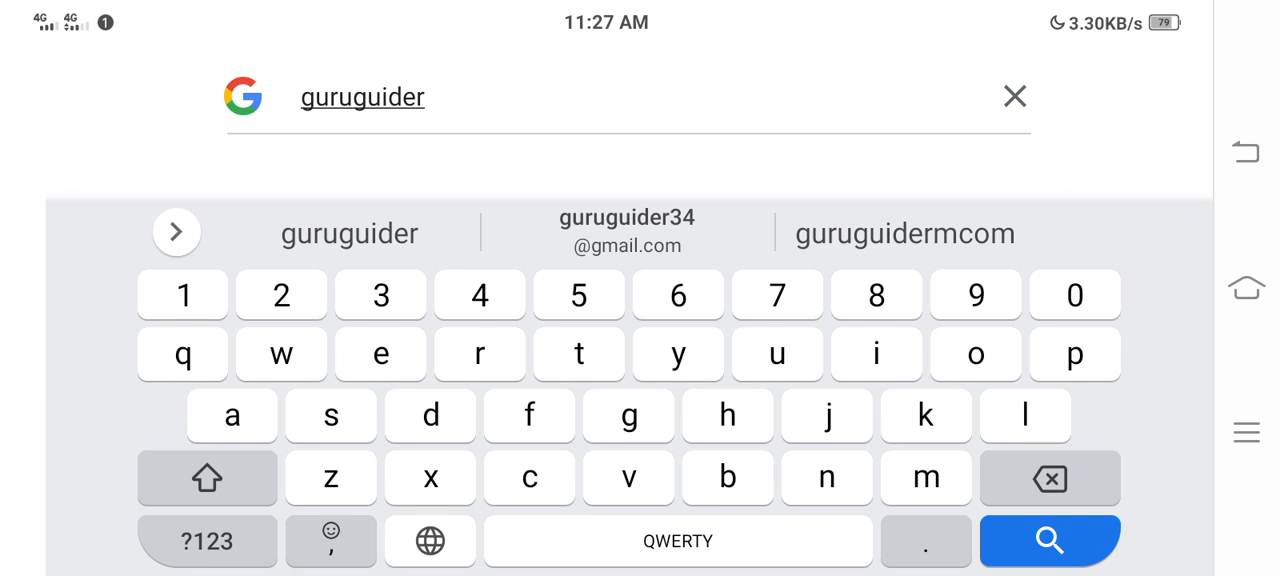 4G 4G 1 11:27 AM 3.30KB/s 79
guruguider
guruguider guruguider34 guruguidermcom
@gmail.com
1 2 3 4 5 6 7 8 9 0
q w e r t y u i o p
a s d f g h j k l
z x c v b n m
?123 , QWERTY .